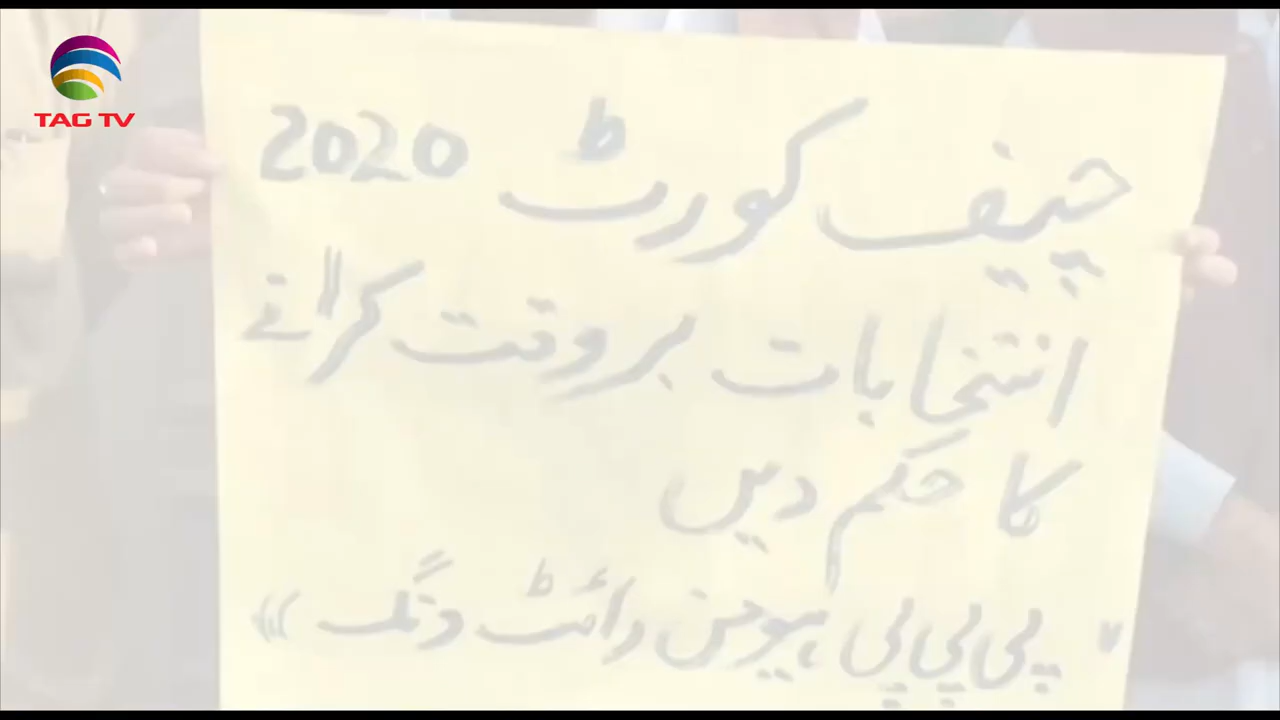 TAG TV
چیف کورٹ 2020
انتخابات بروقت کرانے
کا حکم دیں
" پی پی پی ہیومن رائٹ ونگ "